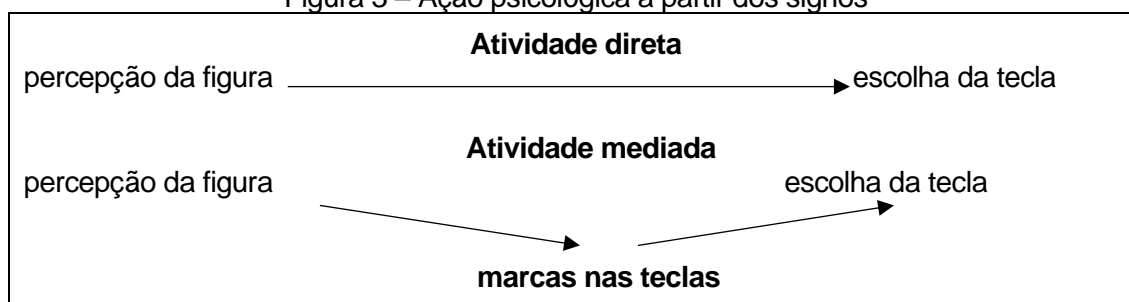 Figura 3 – Ação psicológica a partir dos signos
Atividade direta
percepção da figura escolha da tecla
Atividade mediada
percepção da figura escolha da tecla
marcas nas teclas